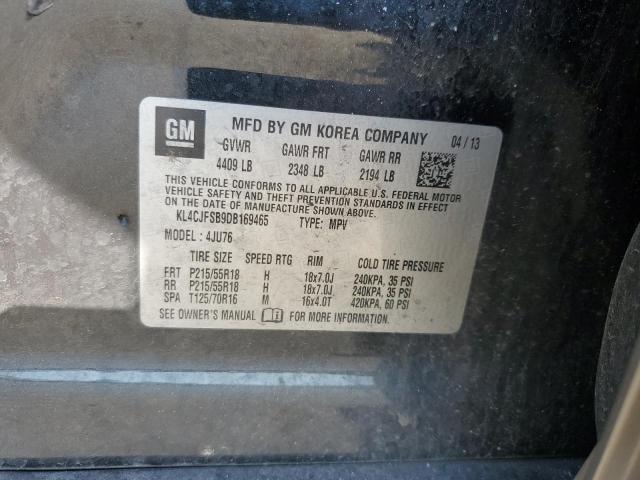 GM MFD BY GM KOREA COMPANY 04/13
GVWR GAWR FRT GAWR RR
4409 LB 2348 LB 2194 LB
THIS VEHICLE CONFORMS TO ALL APPLICABLE U.S. FEDERAL MOTOR
VEHICLE SAFETY AND THEFT PREVENTION STANDARDS IN EFFECT ON
THE DATE OF MANUFACTURE SHOWN ABOVE.
KL4CJFSB9DB169465 TYPE: MPV
MODEL: 4JU76
TIRE SIZE SPEED RTG RIM COLD TIRE PRESSURE
FRT P215/55R18 H 18x7.0J 240KPA, 35 PSI
RR P215/55R18 H 18x7.0J 240KPA, 35 PSI
SPA T125/70R16 M 16x4.0T 420KPA, 60 PSI
SEE OWNER'S MANUAL FOR MORE INFORMATION.